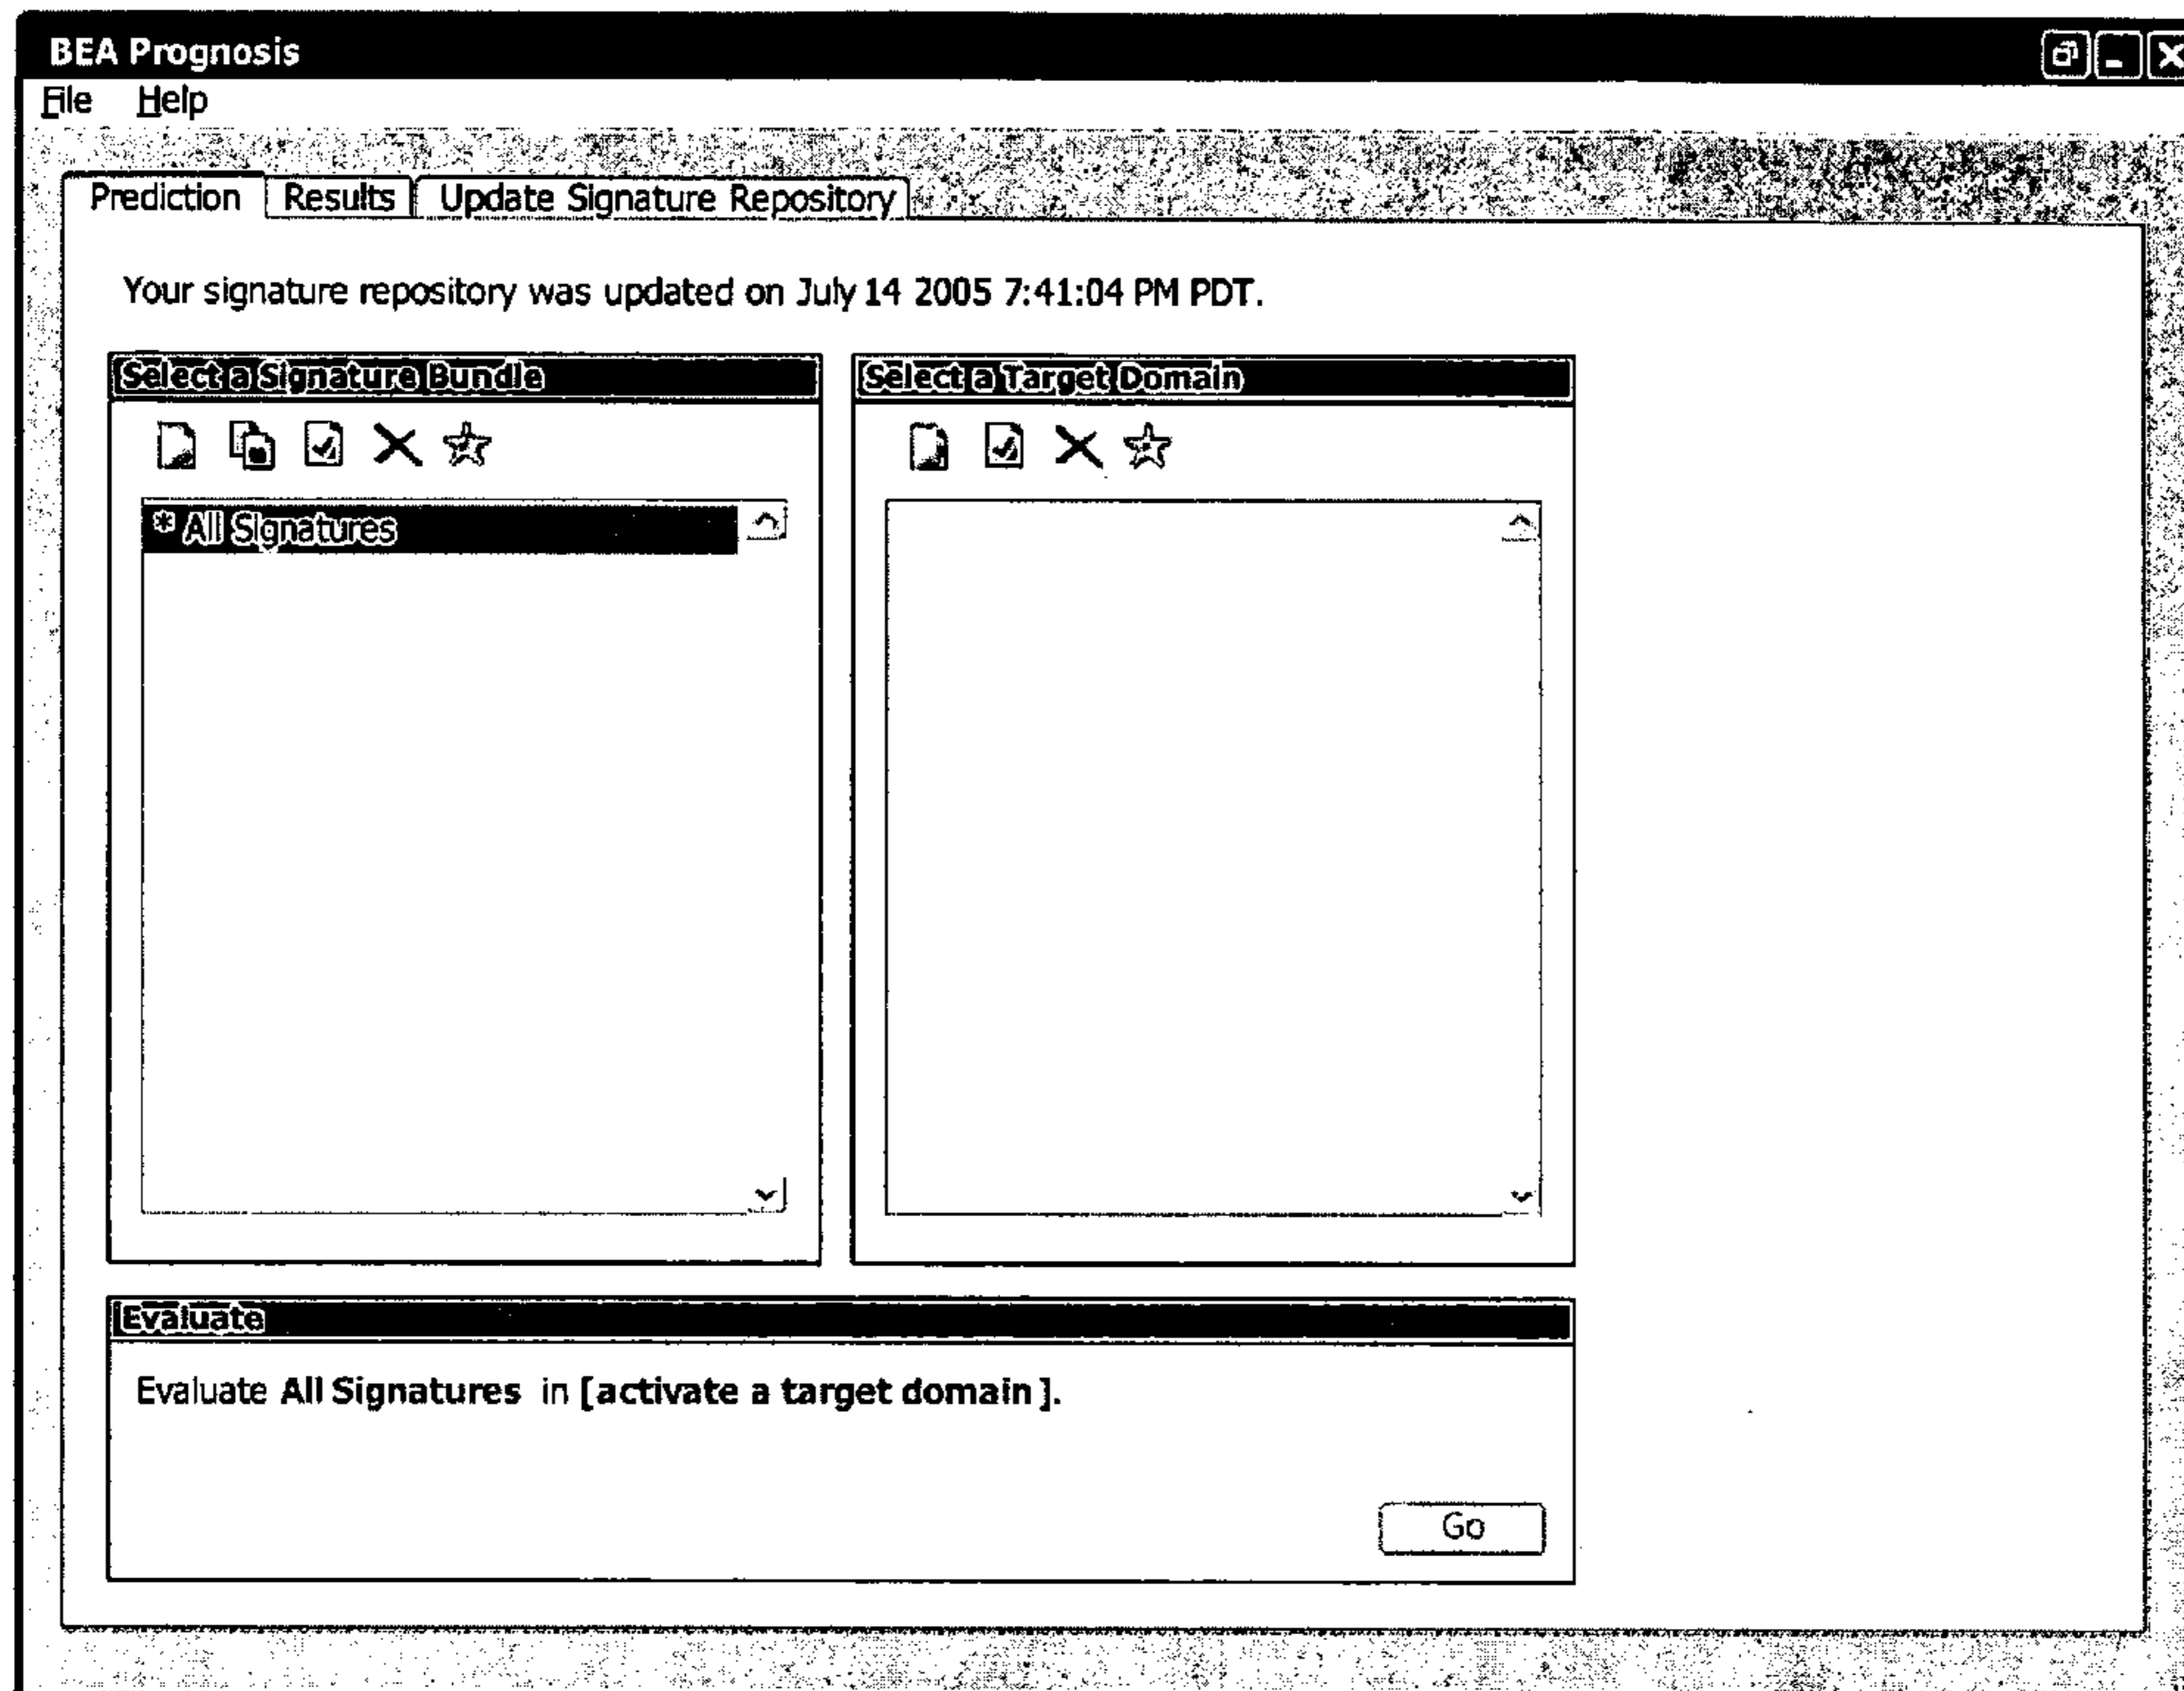 BEA Prognosis
File Help
Prediction Results Update Signature Repository
Your signature repository was updated on July 14 2005 7:41:04 PM PDT.
Select a Signature Bundle Select a Target Domain
* All Signatures
Evaluate
Evaluate All Signatures in [activate a target domain].
Go